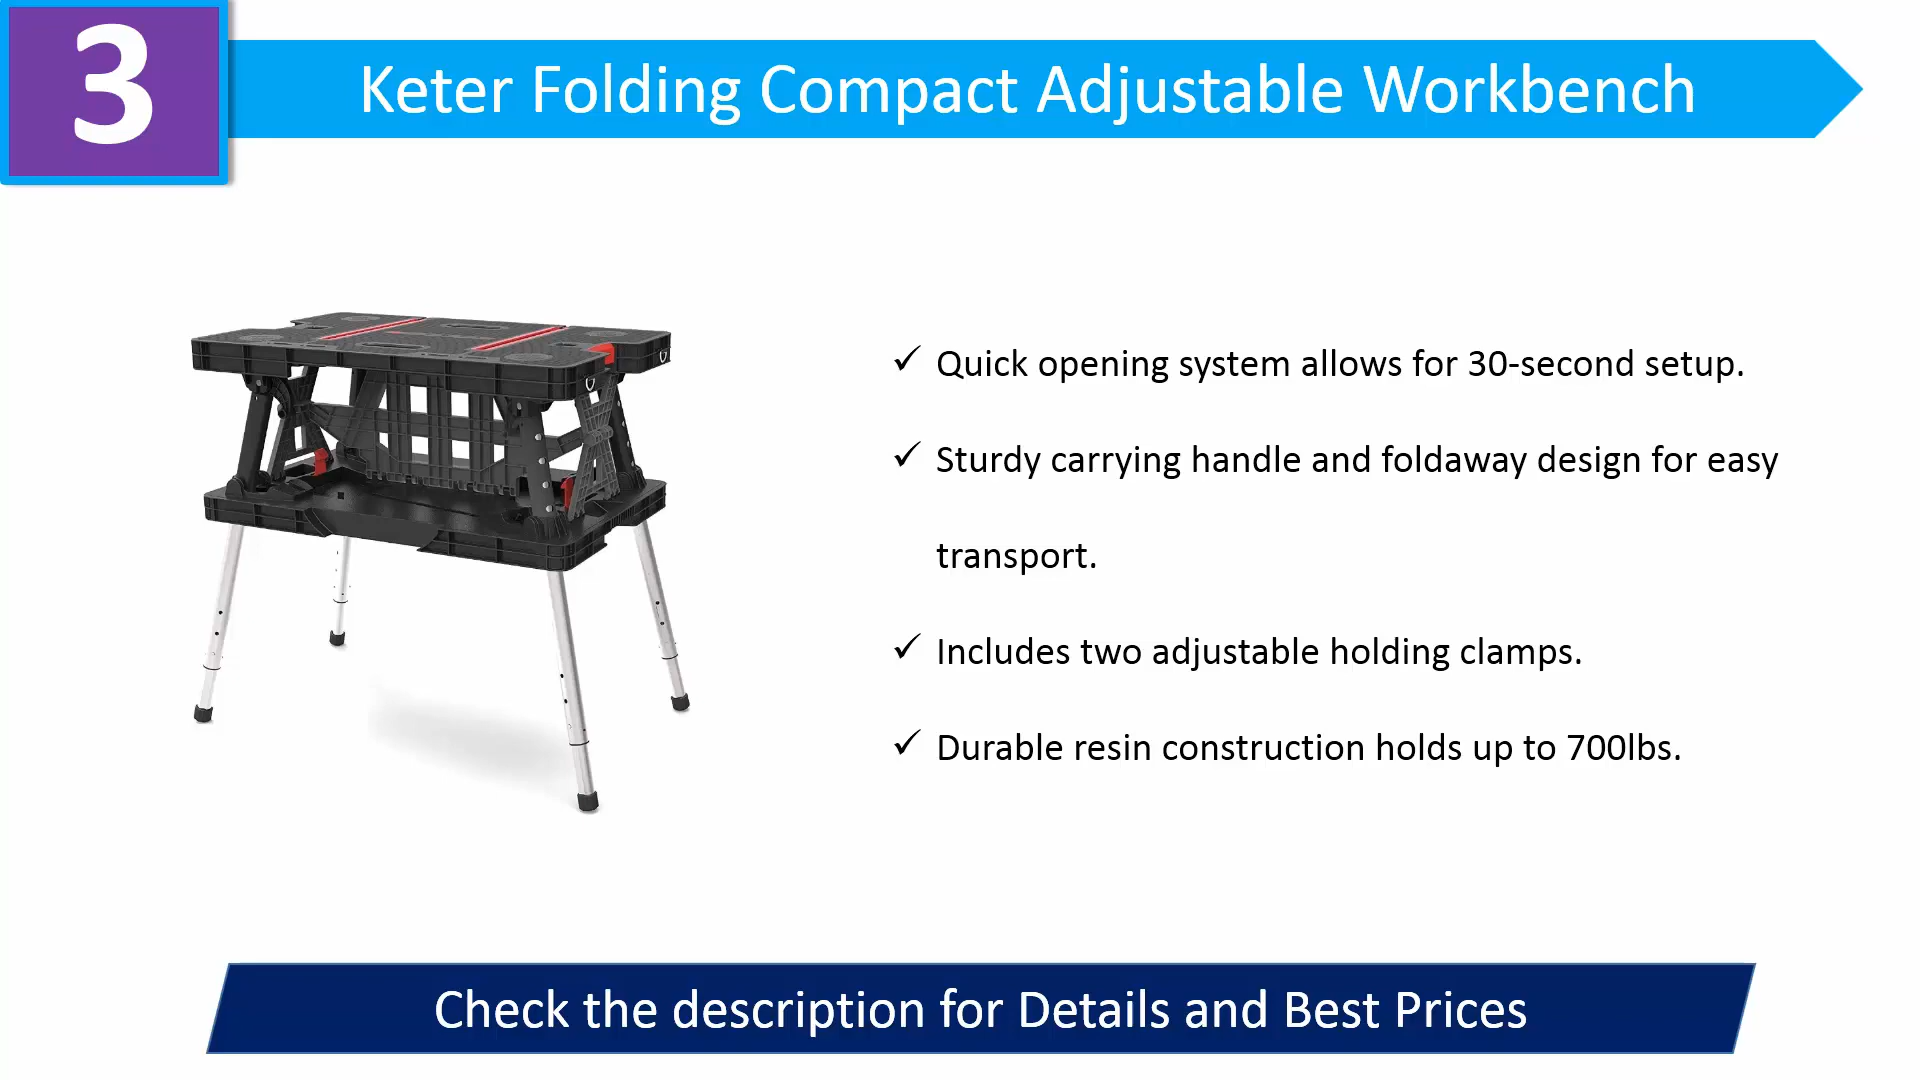 3
Keter Folding Compact Adjustable Workbench
✓ Quick opening system allows for 30-second setup.
✓ Sturdy carrying handle and foldaway design for easy
transport.
✓ Includes two adjustable holding clamps.
✓ Durable resin construction holds up to 700lbs.
Check the description for Details and Best Prices